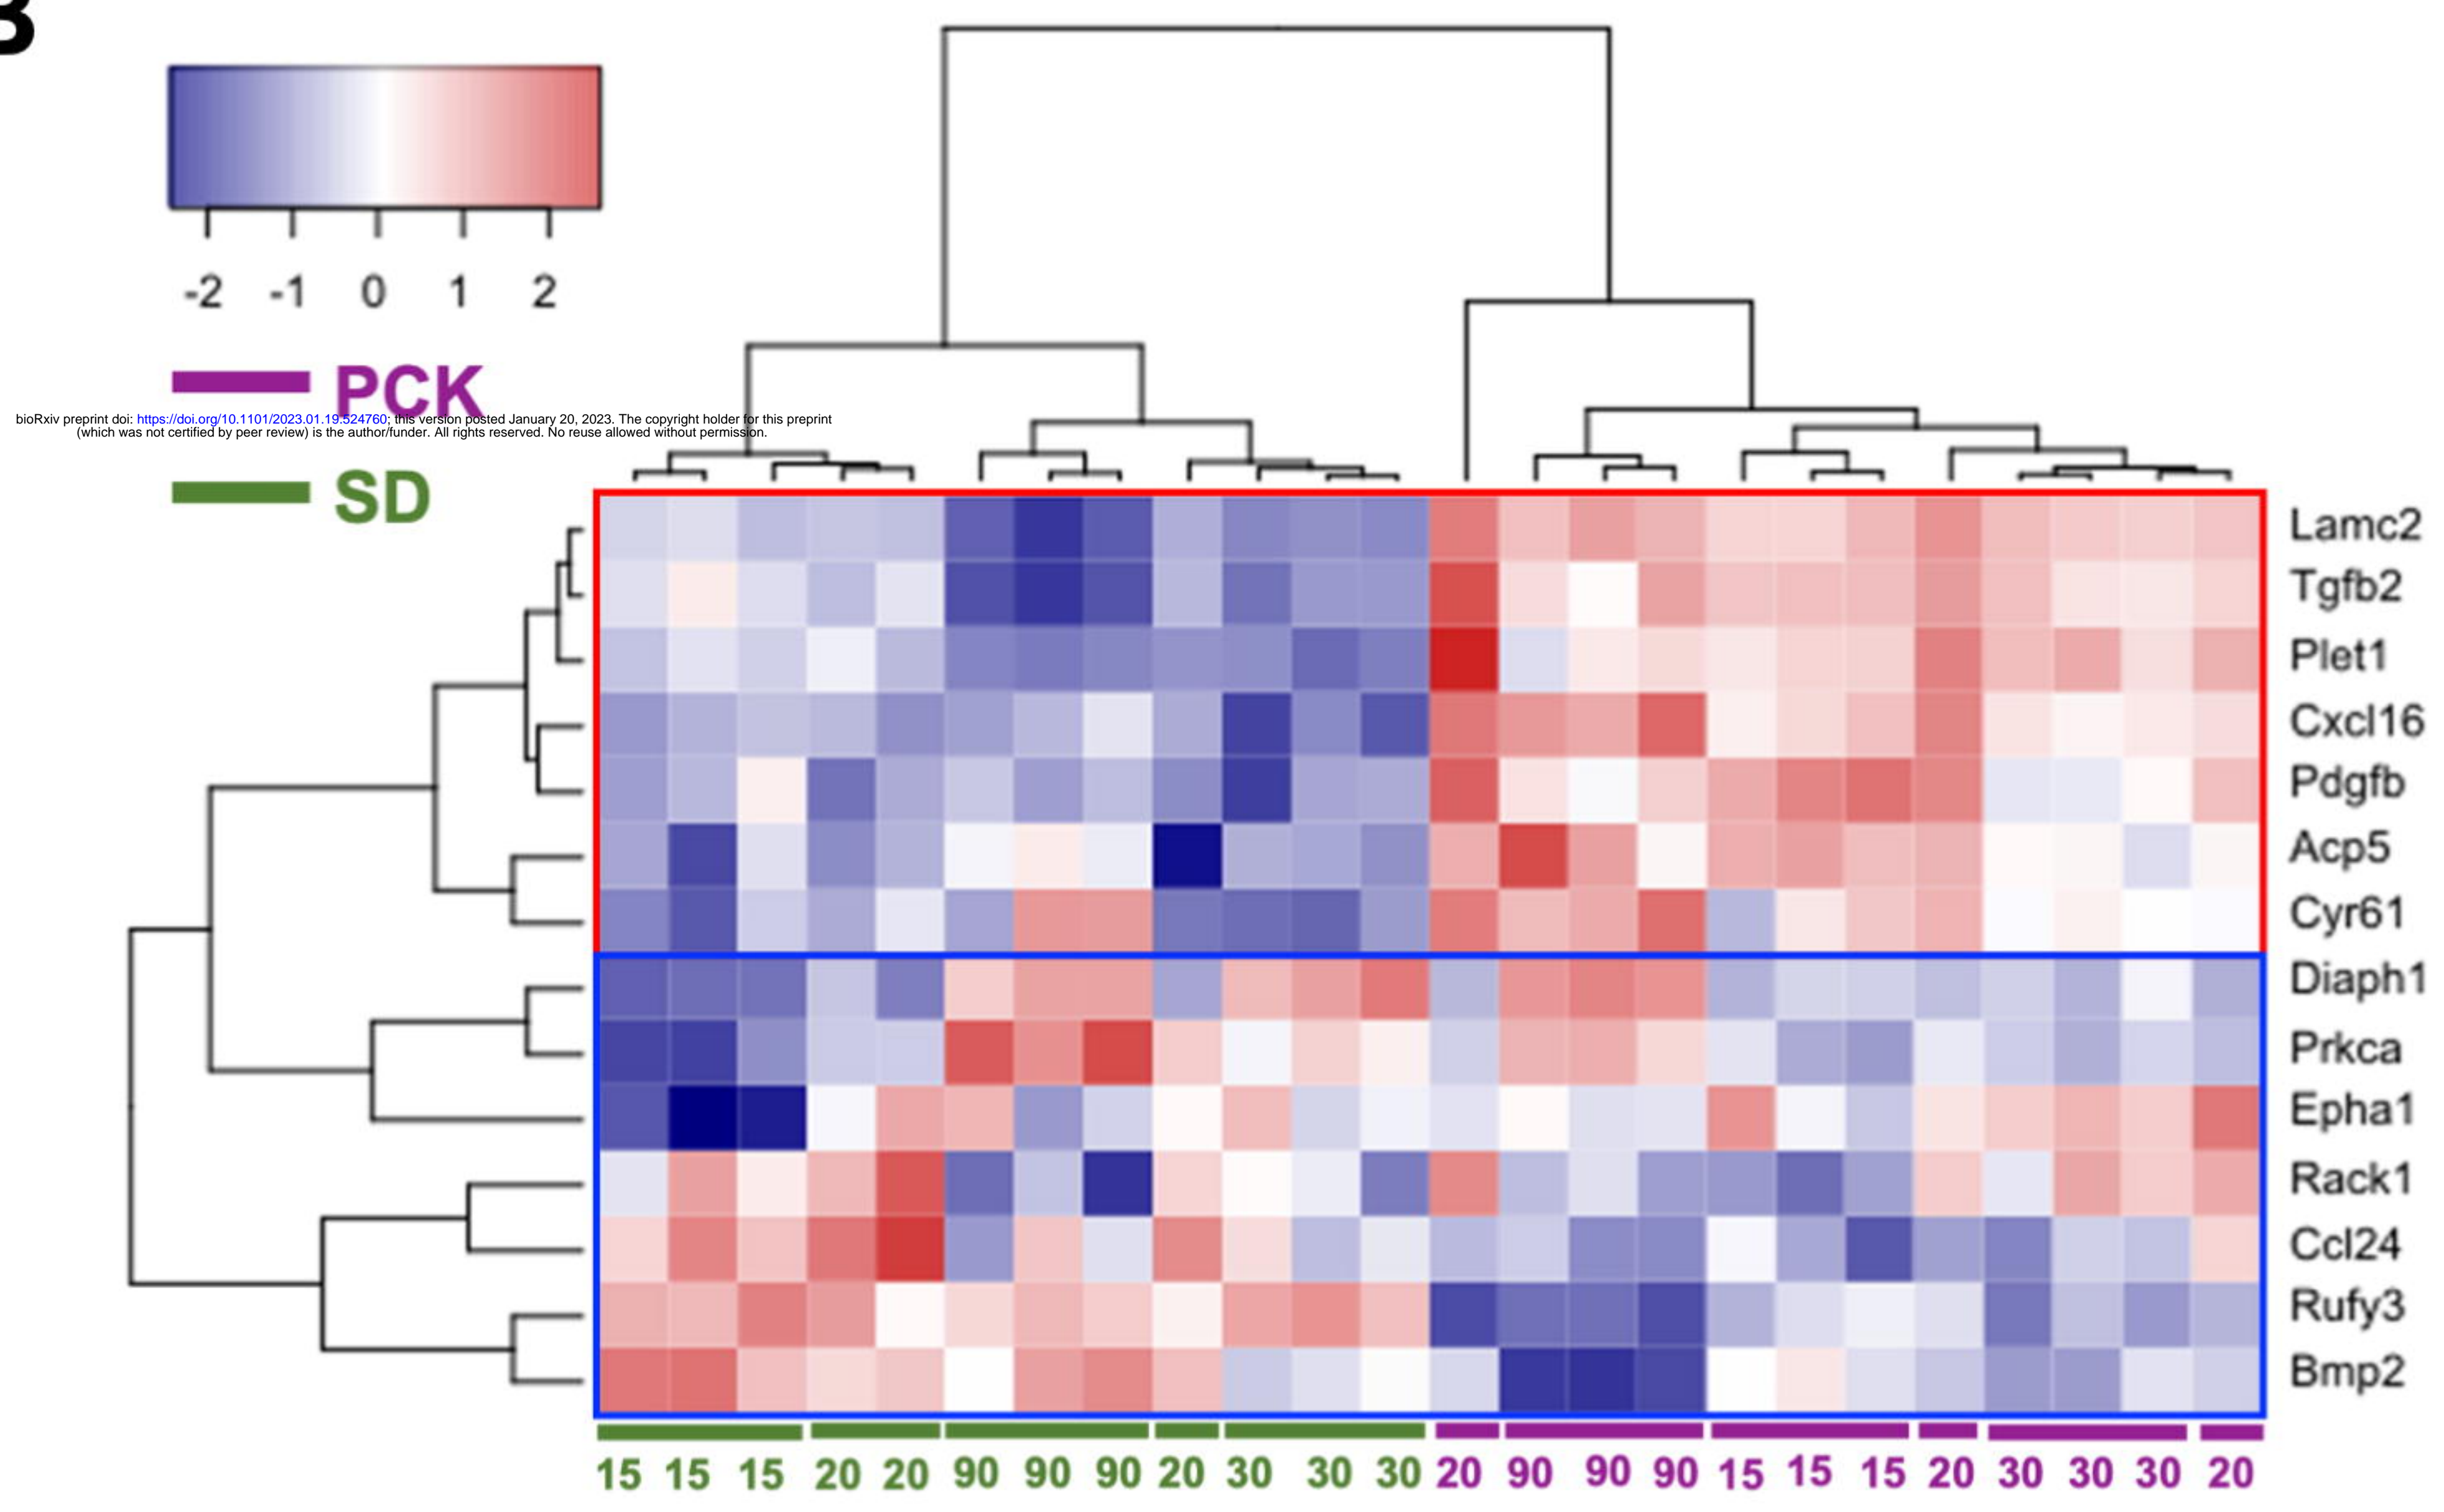 B
-2 -1 0 1 2
PCK
bioRxiv preprint doi: https://doi.org/10.1101/2023.01.19.524760; this version posted January 20, 2023. The copyright holder for this preprint
(which was not certified by peer review) is the author/funder. All rights reserved. No reuse allowed without permission.
SD
Lamc2
Tgfb2
Plet1
Cxcl16
Pdgfb
Acp5
Cyr61
Diaph1
Prkca
Epha1
Rack1
Ccl24
Rufy3
Bmp2
15 15 15 20 20 90 90 90 20 30 30 30 20 90 90 90 15 15 15 20 30 30 30 20